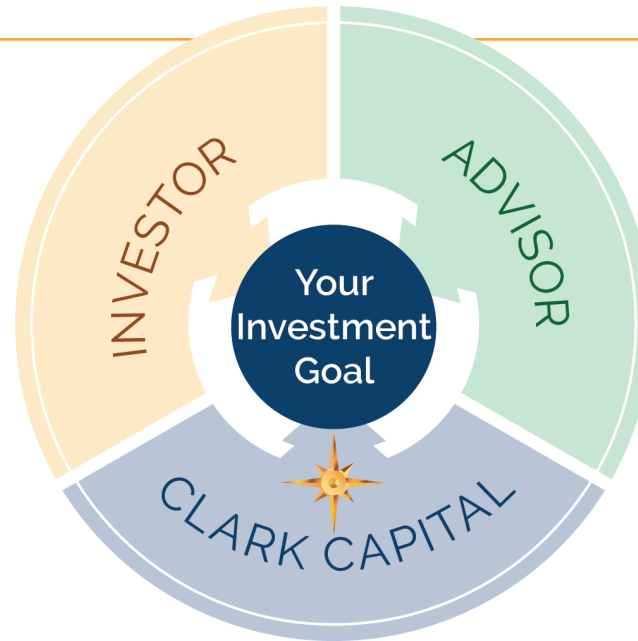 INVESTOR
ADVISOR
Your
Investment
Goal
CLARK CAPITAL